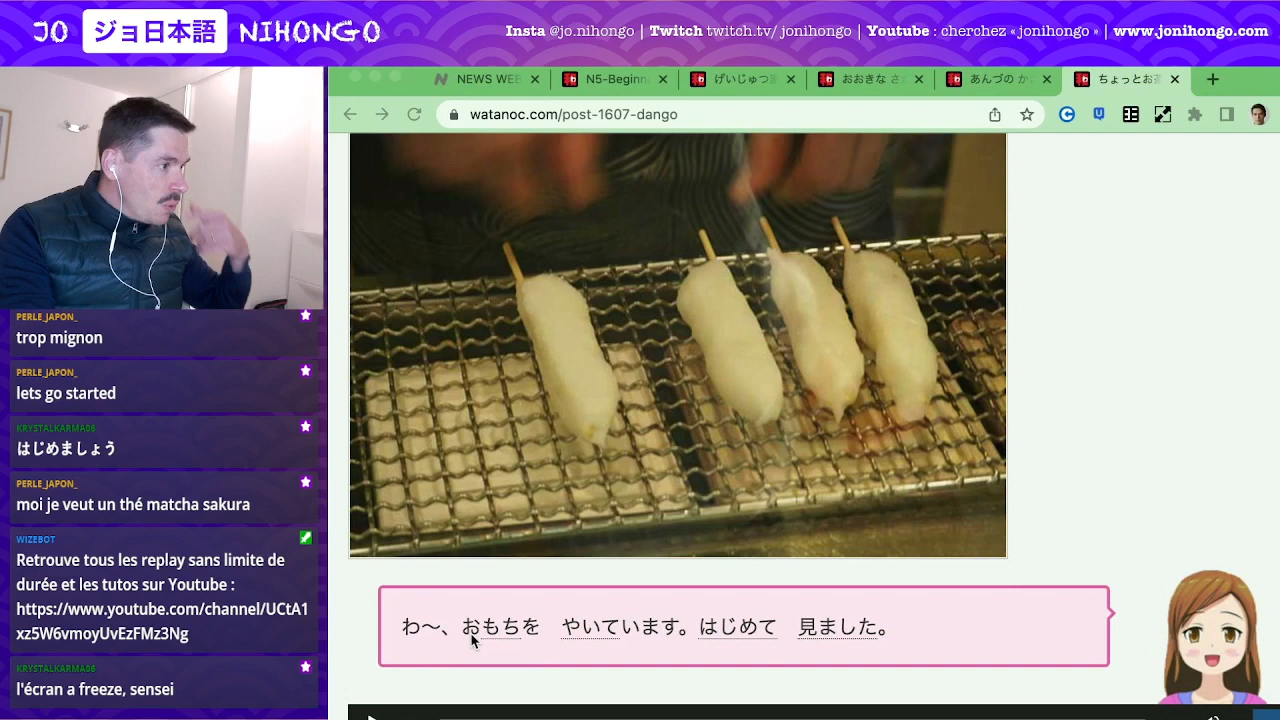 JO ジョ日本語 NIHONGO
Insta @jo.nihongo | Twitch twitch.tv/ jonihongo | Youtube : cherchez « jonihongo » | www.jonihongo.com
NEWS WEB
N5-Beginn
げいじゅつ
おおきな
あんづの
ちょっとお
watanoc.com/post-1607-dango
PERLE_JAPON_
trop mignon
PERLE_JAPON_
lets go started
KRYSTALKARMA06
はじめましょう
PERLE_JAPON_
moi je veut un thé matcha sakura
WIZEBOT
Retrouve tous les replay sans limite de
durée et les tutos sur Youtube :
https://www.youtube.com/channel/UCtA1
xz5W6vmoyUvEzFMz3Ng
KRYSTALKARMA06
l'écran a freeze, sensei
わ〜、おもちを　やいています。はじめて　見ました。